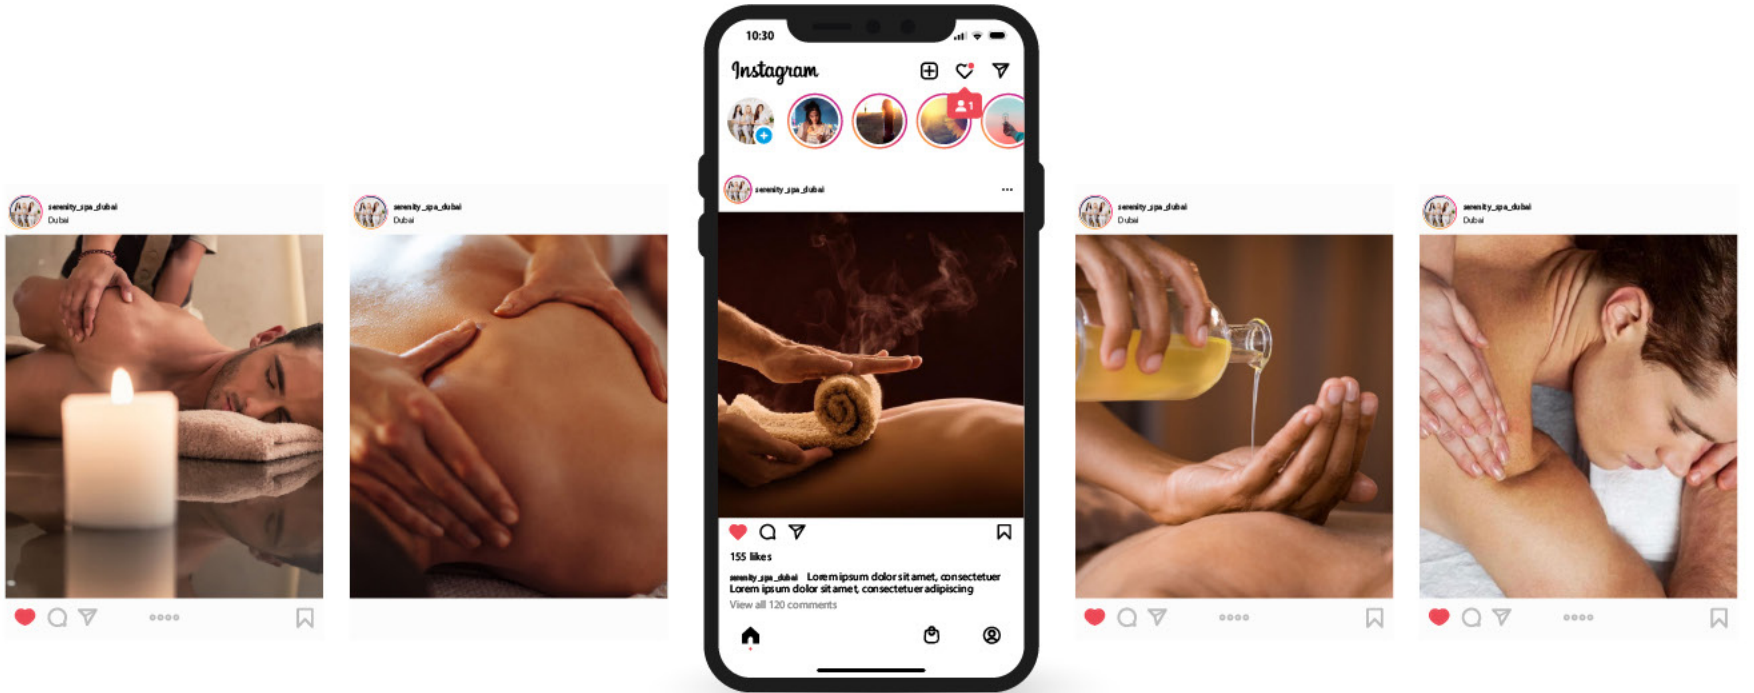 serenity_spa_dubai
Dubai
serenity_spa_dubai
Dubai
10:30
Instagram
1
serenity_spa_dubai
155 likes
serenity_spa_dubai Lorem ipsum dolor sit amet, consectetuer
Lorem ipsum dolor sit amet, consectetuer adipiscing
View all 120 comments
serenity_spa_dubai
Dubai
serenity_spa_dubai
Dubai